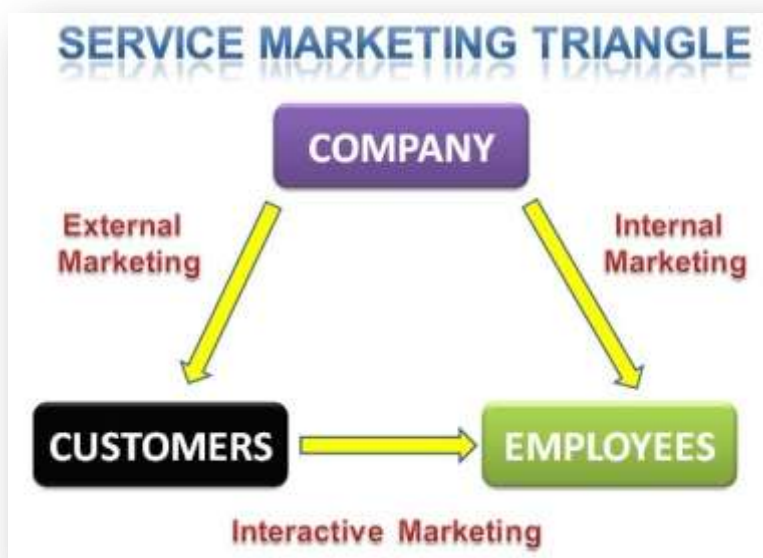 SERVICE MARKETING TRIANGLE
COMPANY
External
Marketing
Internal
Marketing
CUSTOMERS
EMPLOYEES
Interactive Marketing